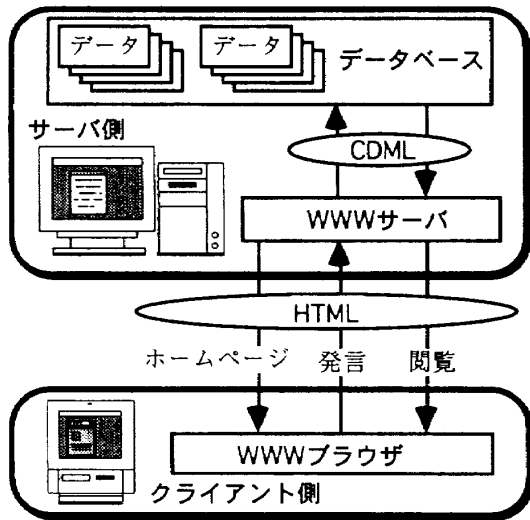 データ
データ
データベース
サーバ側
CDML
WWWサーバ
HTML
ホームページ
発言
閲覧
WWWブラウザ
クライアント側